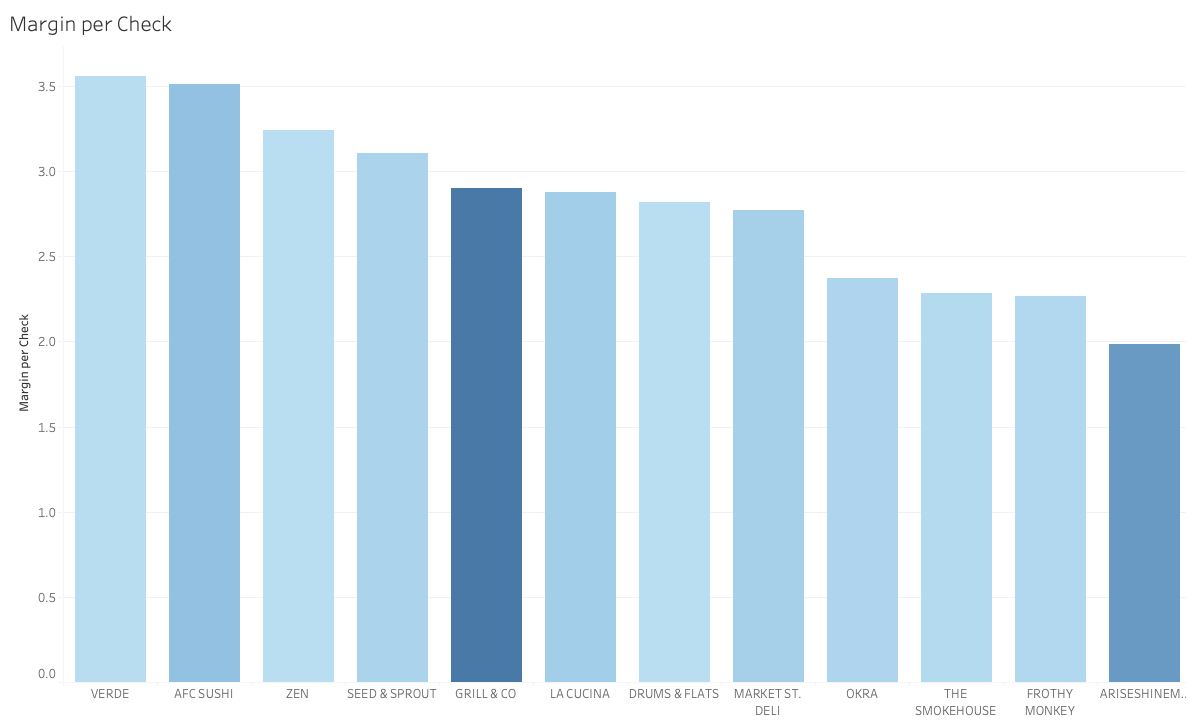 Margin per Check
Margin per Check
3.5
3.0
2.5
2.0
1.5
1.0
0.5
0.0
VERDE
AFC SUSHI
ZEN
SEED & SPROUT
GRILL & CO
LA CUCINA
DRUMS & FLATS
MARKET ST.
DELI
OKRA
THE
SMOKEHOUSE
FROTHY
MONKEY
ARISESHINEM..